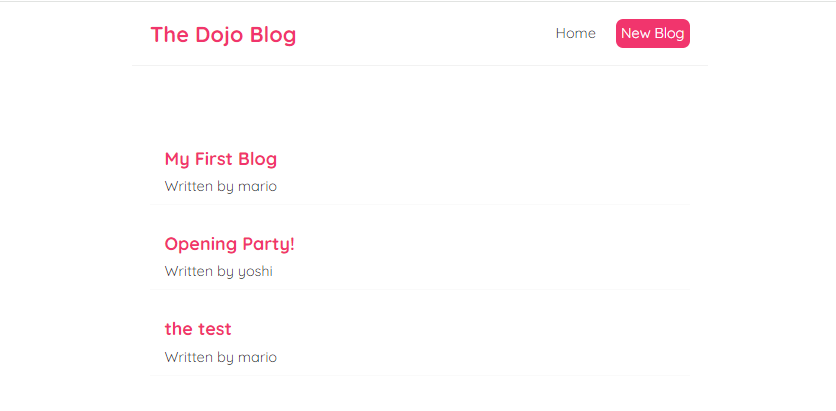 The Dojo Blog
Home
New Blog
My First Blog
Written by mario
Opening Party!
Written by yoshi
the test
Written by mario